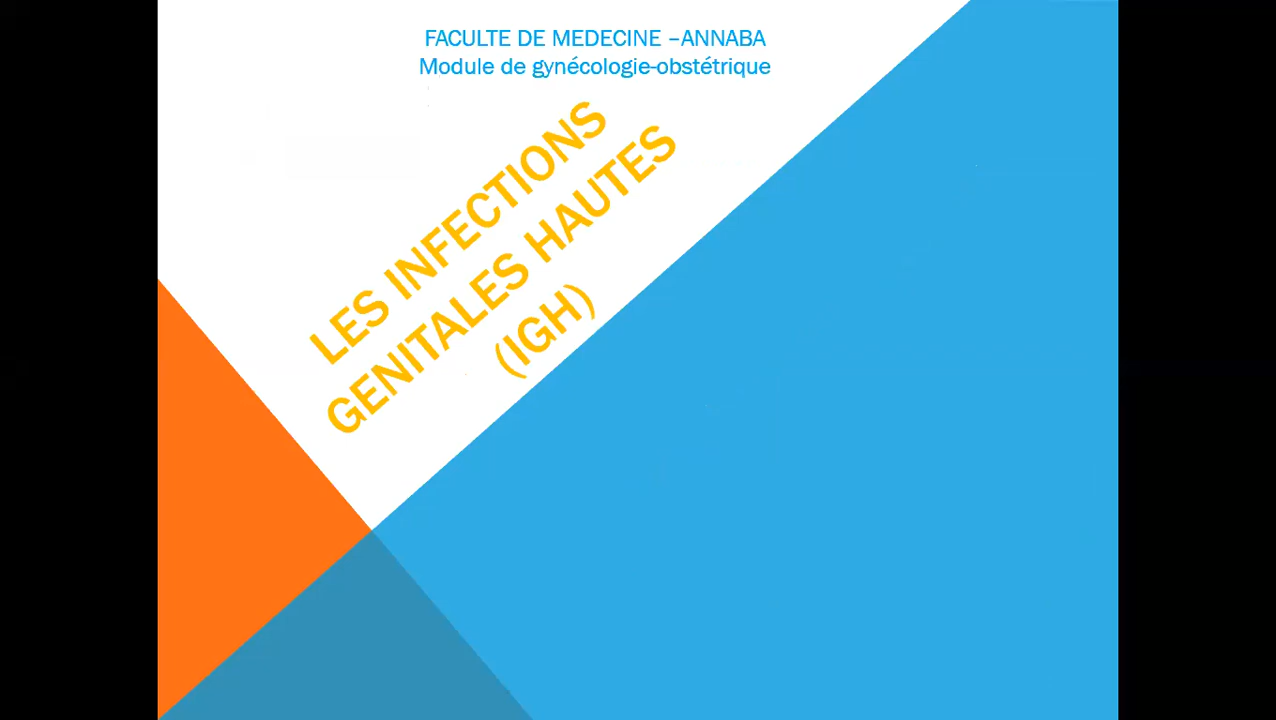 FACULTE DE MEDECINE –ANNABA
Module de gynécologie-obstétrique
LES INFECTIONS
GENITALES HAUTES
(IGH)